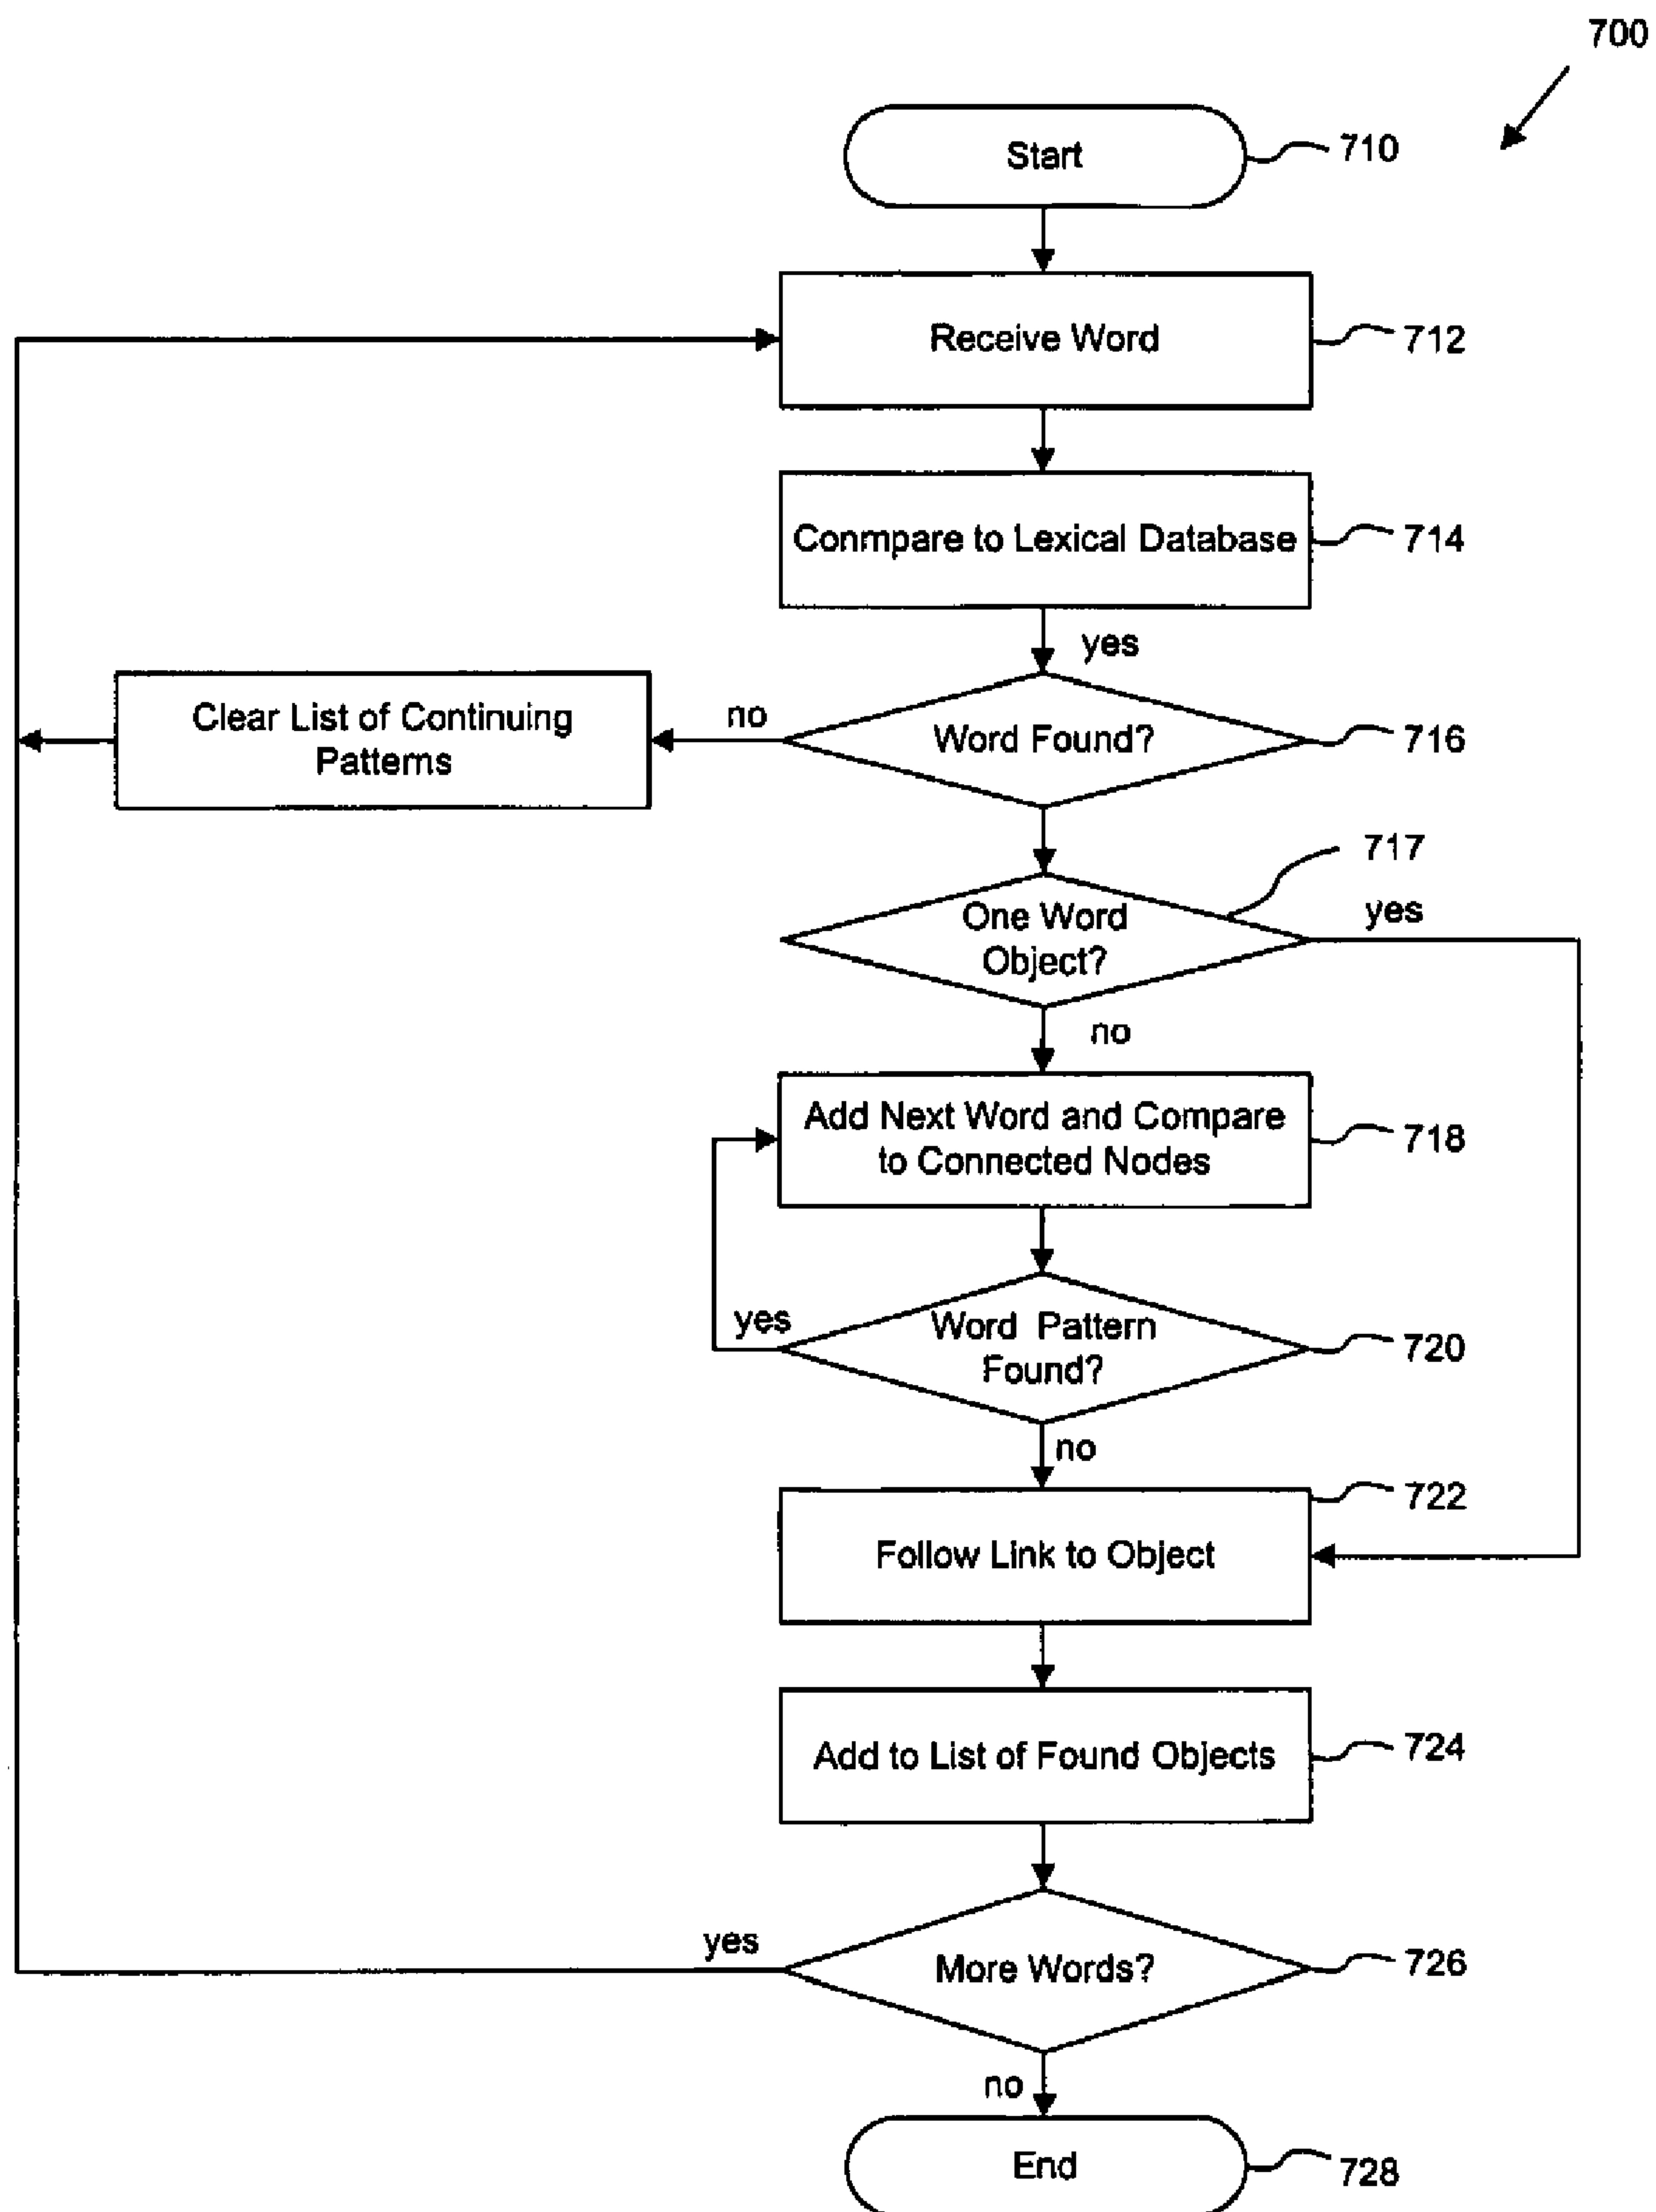 700
Start
710
Receive Word
712
Conmpare to Lexical Database
714
yes
Clear List of Continuing
Patterns
no
Word Found?
716
717
One Word
Object?
yes
no
Add Next Word and Compare
to Connected Nodes
718
yes
Word Pattern
Found?
720
no
722
Follow Link to Object
Add to List of Found Objects
724
yes
More Words?
726
no
End
728